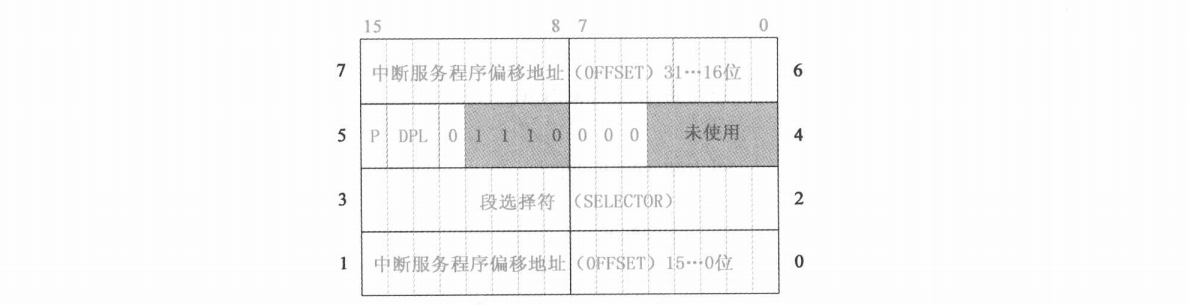 15 8 7 0
7 中断服务程序偏移地址(OFFSET) 31…16位 6
5 P DPL 0 1 1 1 0 0 0 0 未使用 4
3 段选择符 (SELECTOR) 2
1 中断服务程序偏移地址(OFFSET) 15…0位 0